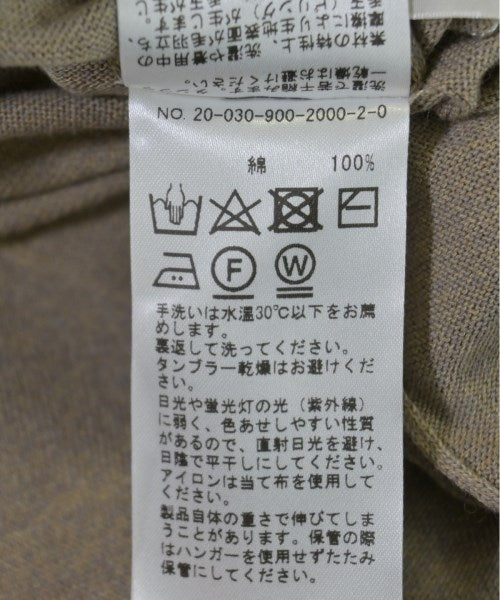 NO. 20-030-900-2000-2-0
綿 100%
F W
手洗いは水温30℃以下をお薦
めします。
裏返して洗ってください。
タンブラー乾燥はお避けくださ
い。
日光や蛍光灯の光（紫外線）
に弱く、色あせしやすい性質
があるので、直射日光を避け、
日陰で平干しにしてください。
アイロンは当て布を使用して
ください。
製品自体の重さで伸びてしま
うことがあります。保管の際
はハンガーを使用せずたたみ
保管にしてください。